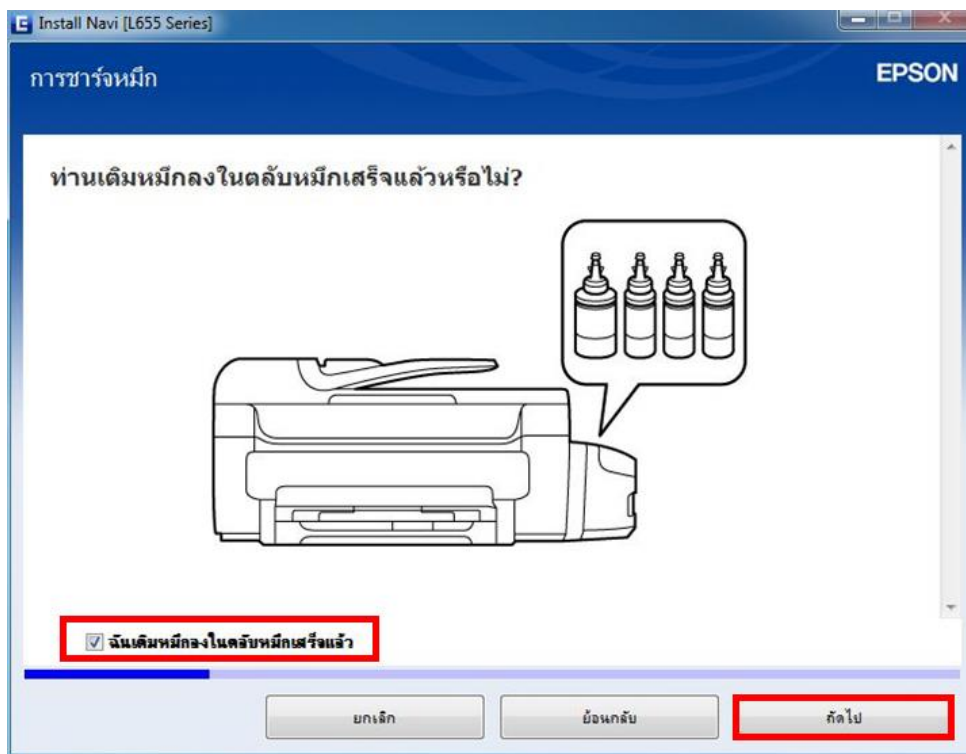 Install Navi [L655 Series]
การชาร์จหมึก
EPSON
ท่านเติมหมึกลงในตลับหมึกเสร็จแล้วหรือไม่?
ฉันเติมหมึกลงในตลับหมึกเสร็จแล้ว
ยกเลิก
ย้อนกลับ
ถัดไป